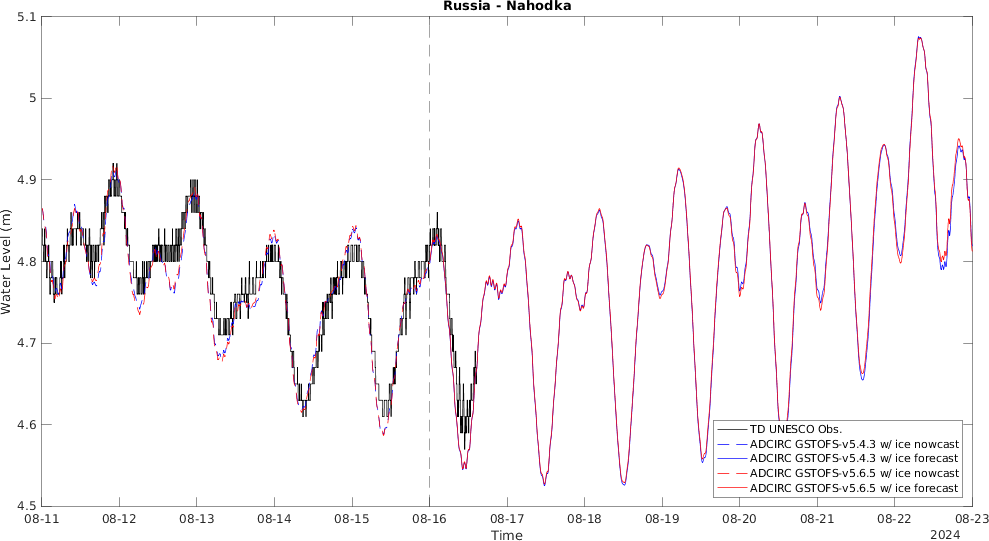 Russia - Nahodka
5.1
5
4.9
4.8
4.7
4.6
4.5
Water Level (m)
08-11 08-12 08-13 08-14 08-15 08-16 08-17 08-18 08-19 08-20 08-21 08-22 08-23
Time
2024
TD UNESCO Obs.
ADCIRC GSTOFS-v5.4.3 w/ ice nowcast
ADCIRC GSTOFS-v5.4.3 w/ ice forecast
ADCIRC GSTOFS-v5.6.5 w/ ice nowcast
ADCIRC GSTOFS-v5.6.5 w/ ice forecast